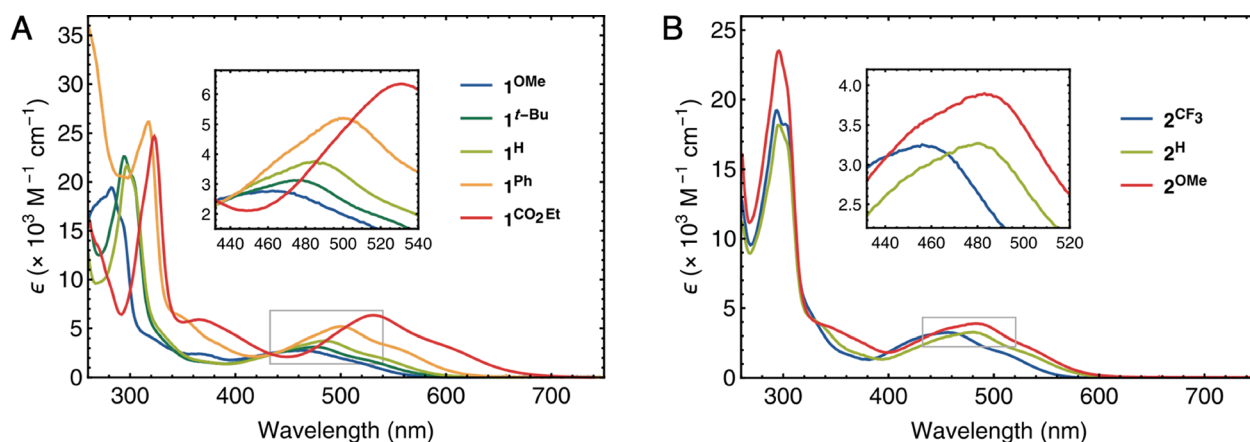 A
35
30
25
20
15
10
5
0
ϵ (× 10³ M⁻¹ cm⁻¹)
6
5
4
3
2
440 460 480 500 520 540
1^OMe
1^t−Bu
1^H
1^Ph
1^CO₂Et
300 400 500 600 700
Wavelength (nm)
B
25
20
15
10
5
0
ϵ (× 10³ M⁻¹ cm⁻¹)
4.0
3.5
3.0
2.5
440 460 480 500 520
2^CF₃
2^H
2^OMe
300 400 500 600 700
Wavelength (nm)